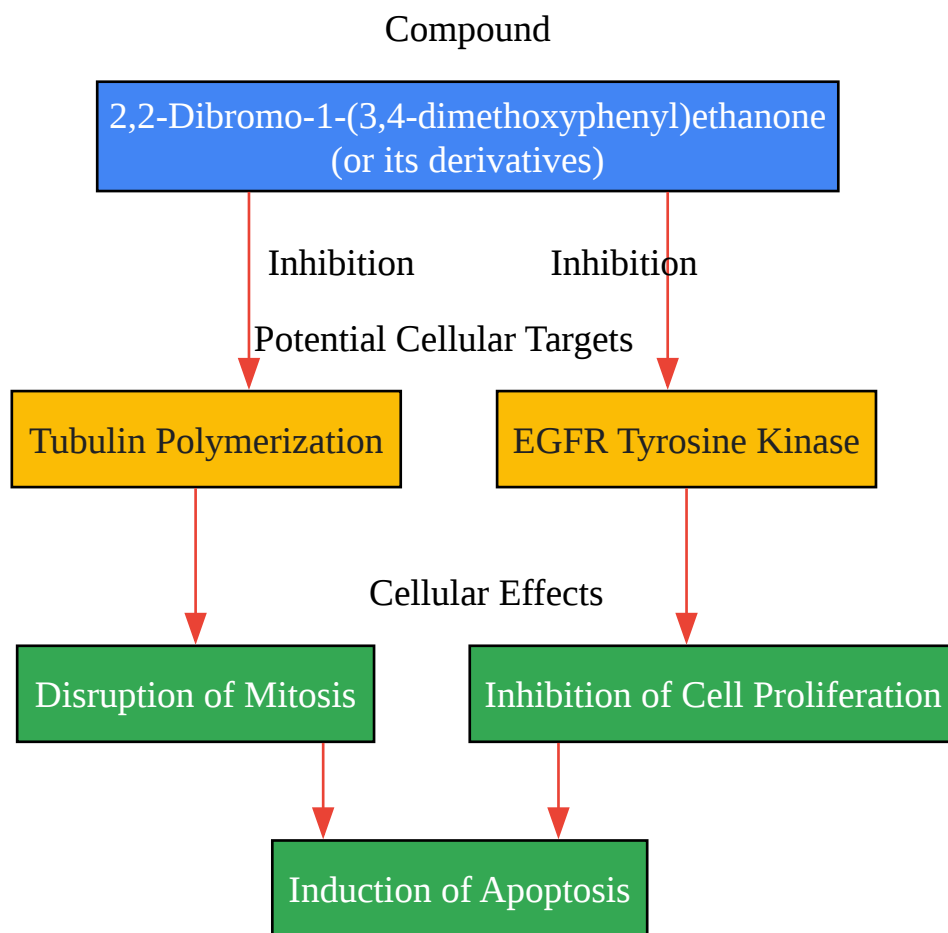 Compound
2,2-Dibromo-1-(3,4-dimethoxyphenyl)ethanone
(or its derivatives)
Inhibition
Inhibition
Potential Cellular Targets
Tubulin Polymerization
EGFR Tyrosine Kinase
Cellular Effects
Disruption of Mitosis
Inhibition of Cell Proliferation
Induction of Apoptosis